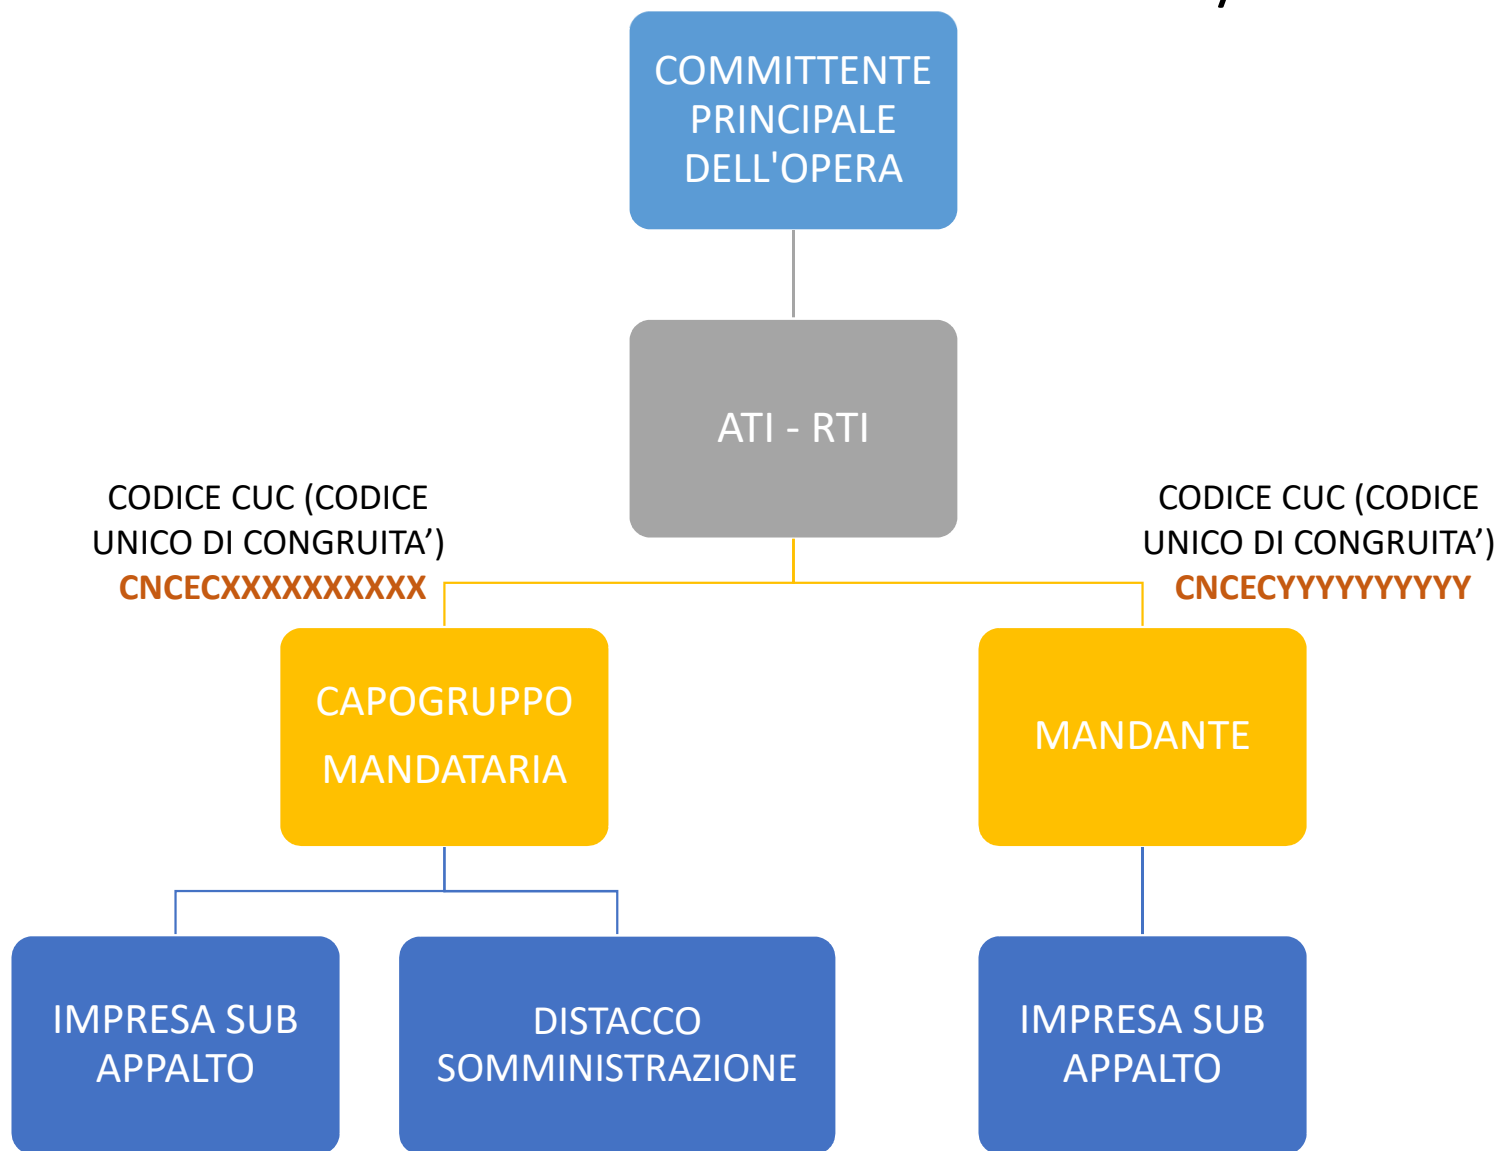 COMMITTENTE
PRINCIPALE
DELL'OPERA
ATI - RTI
CODICE CUC (CODICE
UNICO DI CONGRUITA’)
CNCECXXXXXXXXXX
CODICE CUC (CODICE
UNICO DI CONGRUITA’)
CNCECYYYYYYYYYY
CAPOGRUPPO
MANDATARIA
MANDANTE
IMPRESA SUB
APPALTO
DISTACCO
SOMMINISTRAZIONE
IMPRESA SUB
APPALTO